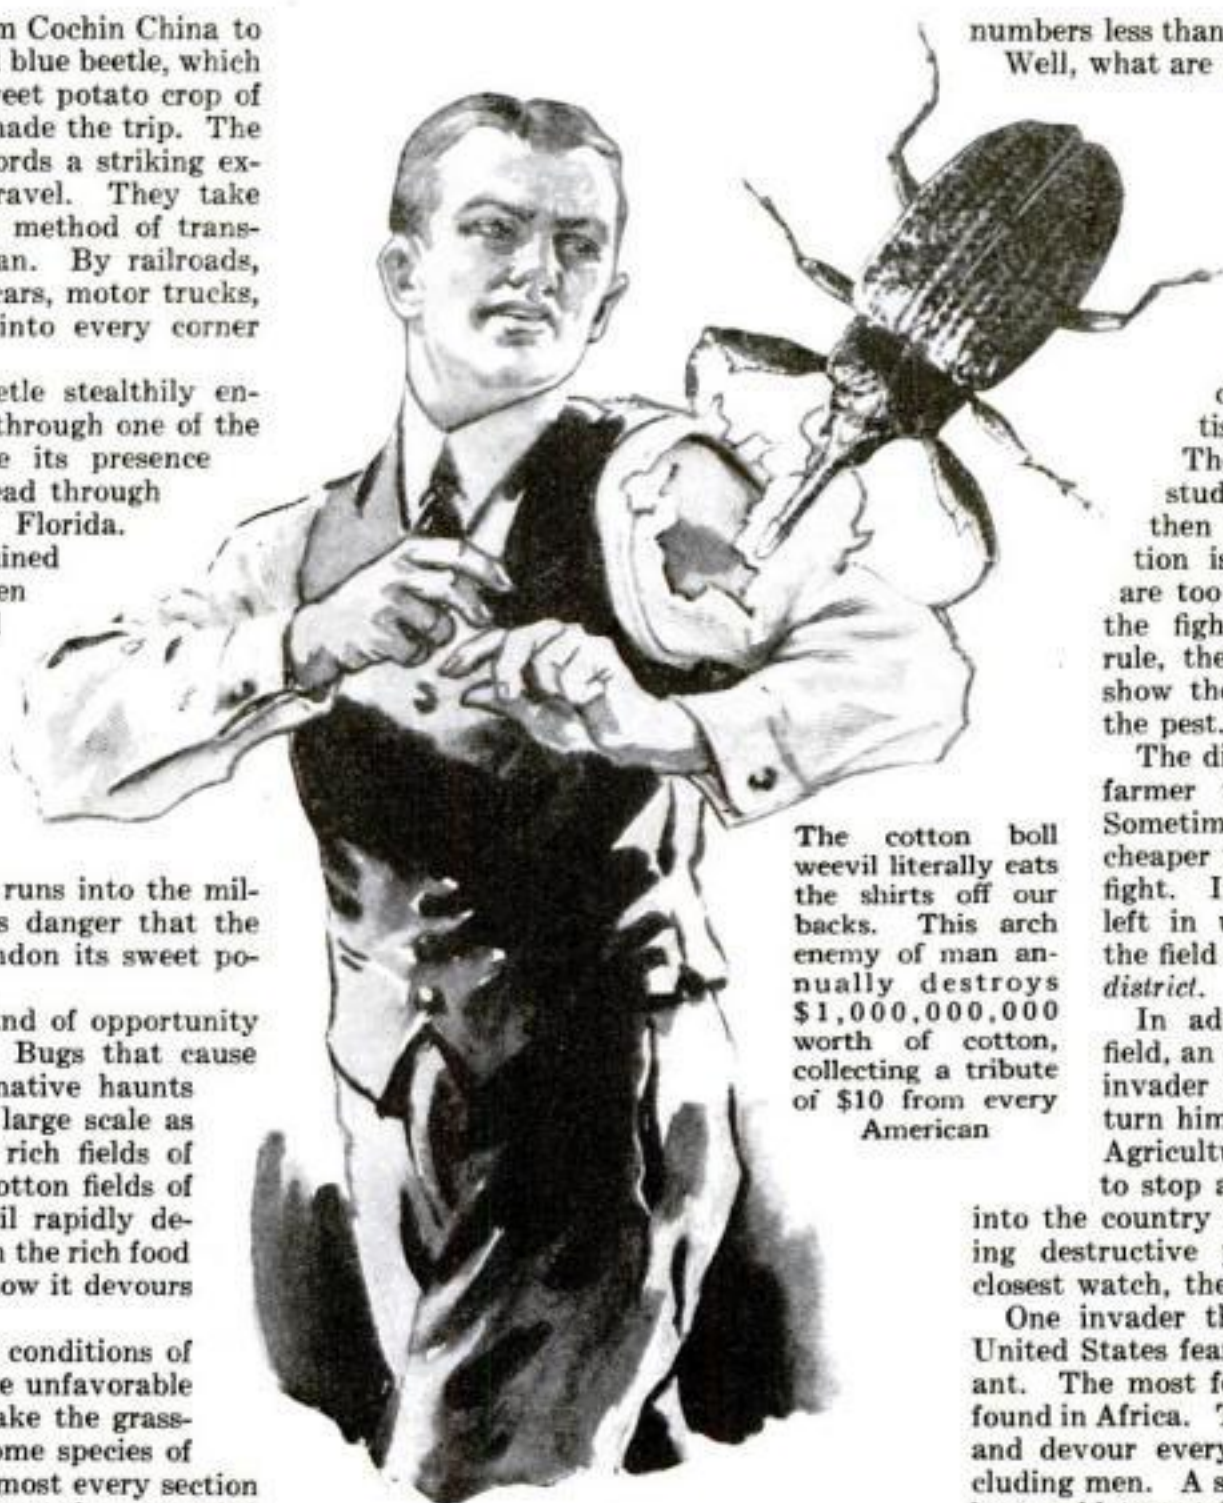 m Cochin China to
blue beetle, which
eet potato crop of
nade the trip. The
ords a striking ex-
ravel. They take
method of trans-
an. By railroads,
ars, motor trucks,
into every corner
etle stealthily en-
through one of the
e its presence
ead through
Florida.
ined
en
runs into the mil-
s danger that the
ndon its sweet po-
nd of opportunity
Bugs that cause
native haunts
large scale as
rich fields of
otton fields of
il rapidly de-
n the rich food
ow it devours
conditions of
e unfavorable
ake the grass-
ome species of
most every section
The cotton boll
weevil literally eats
the shirts off our
backs. This arch
enemy of man an-
nually destroys
$1,000,000,000
worth of cotton,
collecting a tribute
of $10 from every
American
numbers less than
Well, what are
tis
Th
stud
then
tion is
are too
the figh
rule, the
show the
the pest.
The di
farmer
Sometim
cheaper
fight. I
left in
the field
district.
In ad
field, an
invader
turn him
Agricultu
to stop a
into the country
ing destructive
closest watch, the
One invader th
United States fea
ant. The most fe
found in Africa. T
and devour every
cluding men. A s